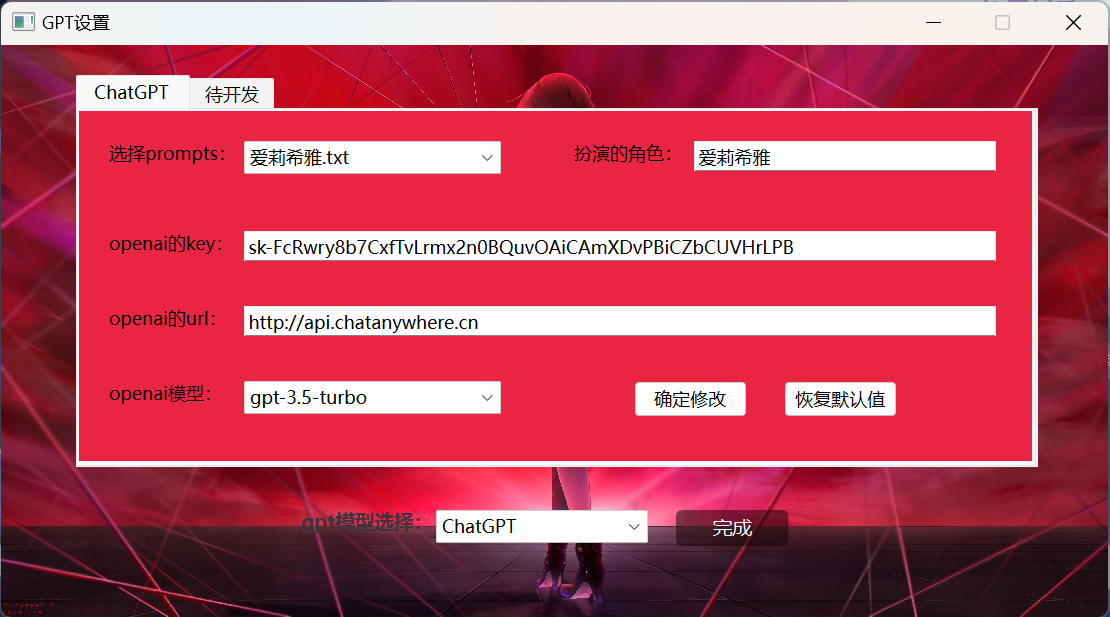 GPT设置
ChatGPT 待开发
选择prompts: 爱莉希雅.txt 扮演的角色: 爱莉希雅
openai的key: sk-FcRwry8b7CxfTvLrmx2n0BQuvOAiCAmXDvPBiCZbCUVHrLPB
openai的url: http://api.chatanywhere.cn
openai模型: gpt-3.5-turbo 确定修改 恢复默认值
gpt模型选择: ChatGPT 完成